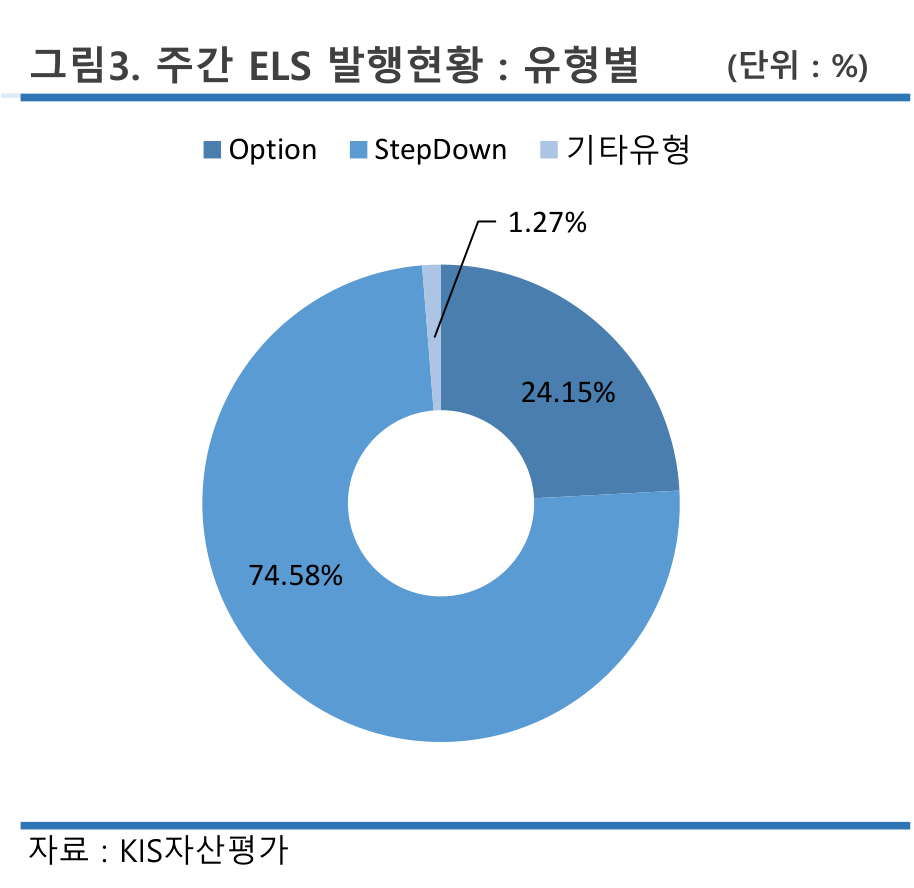 그림3. 주간 ELS 발행현황 : 유형별 (단위 : %)
Option StepDown 기타유형
1.27%
24.15%
74.58%
자료 : KIS자산평가